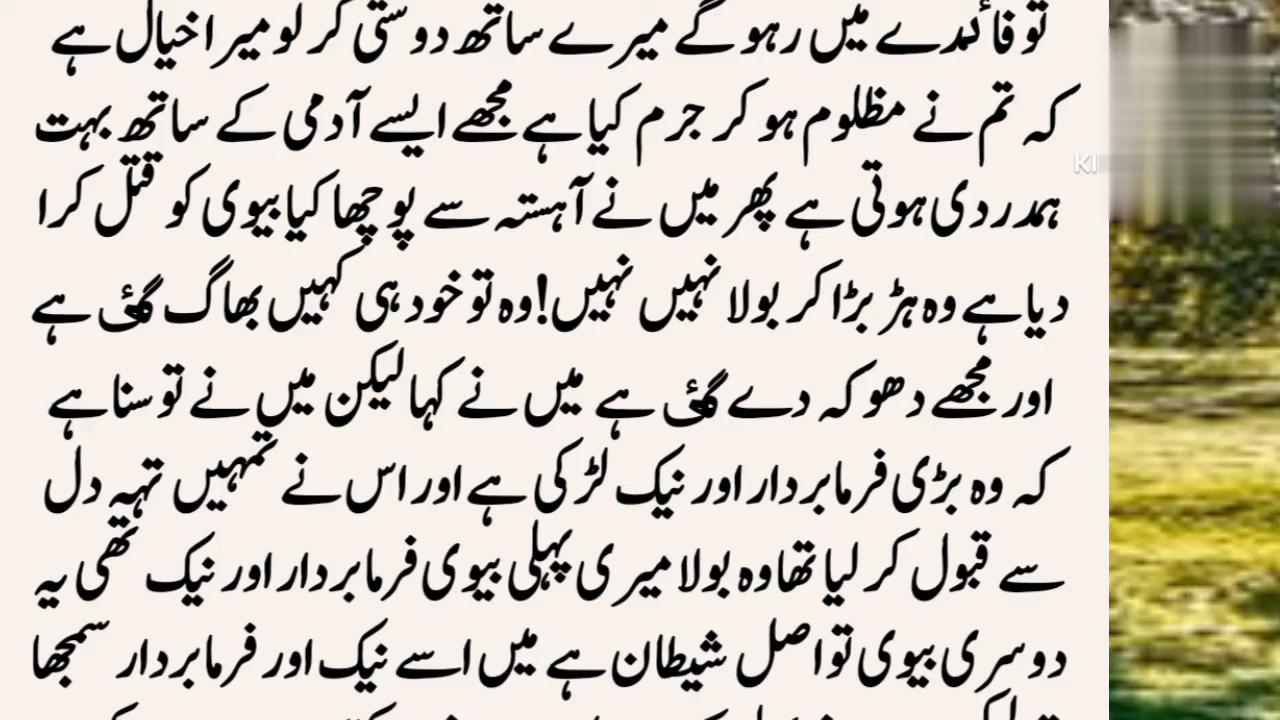 تو فائدے میں رہو گے میرے ساتھ دوستی کر لو میرا خیال ہے
کہ تم نے مظلوم ہو کر جرم کیا ہے مجھے ایسے آدمی کے ساتھ بہت
KI
ہمدردی ہوتی ہے پھر میں نے آہستہ سے پوچھا کیا بیوی کو قتل کرا
دیا ہے وہ ہڑبڑا کر بولا نہیں نہیں! وہ تو خود ہی کہیں بھاگ گئی ہے
اور مجھے دھوکہ دے گئی ہے میں نے کہا لیکن میں نے تو سنا ہے
کہ وہ بڑی فرمابردار اور نیک لڑکی ہے اور اس نے تمہیں تہہ دل
سے قبول کر لیا تھا وہ بولا میری پہلی بیوی فرمابردار اور نیک تھی یہ
دوسری بیوی تو اصل شیطان ہے میں اسے نیک اور فرمابردار سمجھا